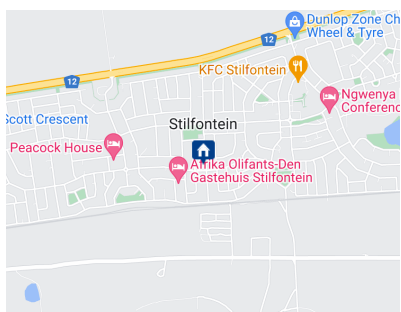 Dunlop Zone Ch
Wheel & Tyre
12
KFC Stilfontein
12
Ngwenya
Conference
Scott Crescent
Stilfontein
Peacock House
Afrika Olifants-Den
Gastehuis Stilfontein